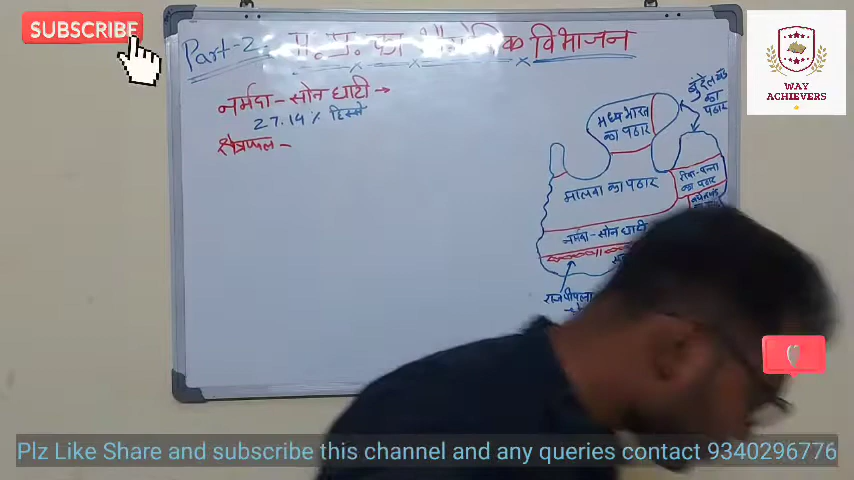 SUBSCRIBE
Part-2. म.प्र. का भौगोलिक विभाजन
नर्मदा-सोन घाटी →
27.14% हिस्से
क्षेत्रफल -
मध्य भारत
का पठार
बुंदेलखंड
का
पठार
मालवा का पठार
रीवा-पन्ना
का पठार
नर्मदा-सोन घाटी
WAY
ACHIEVERS
Plz Like Share and subscribe this channel and any queries contact 9340296776